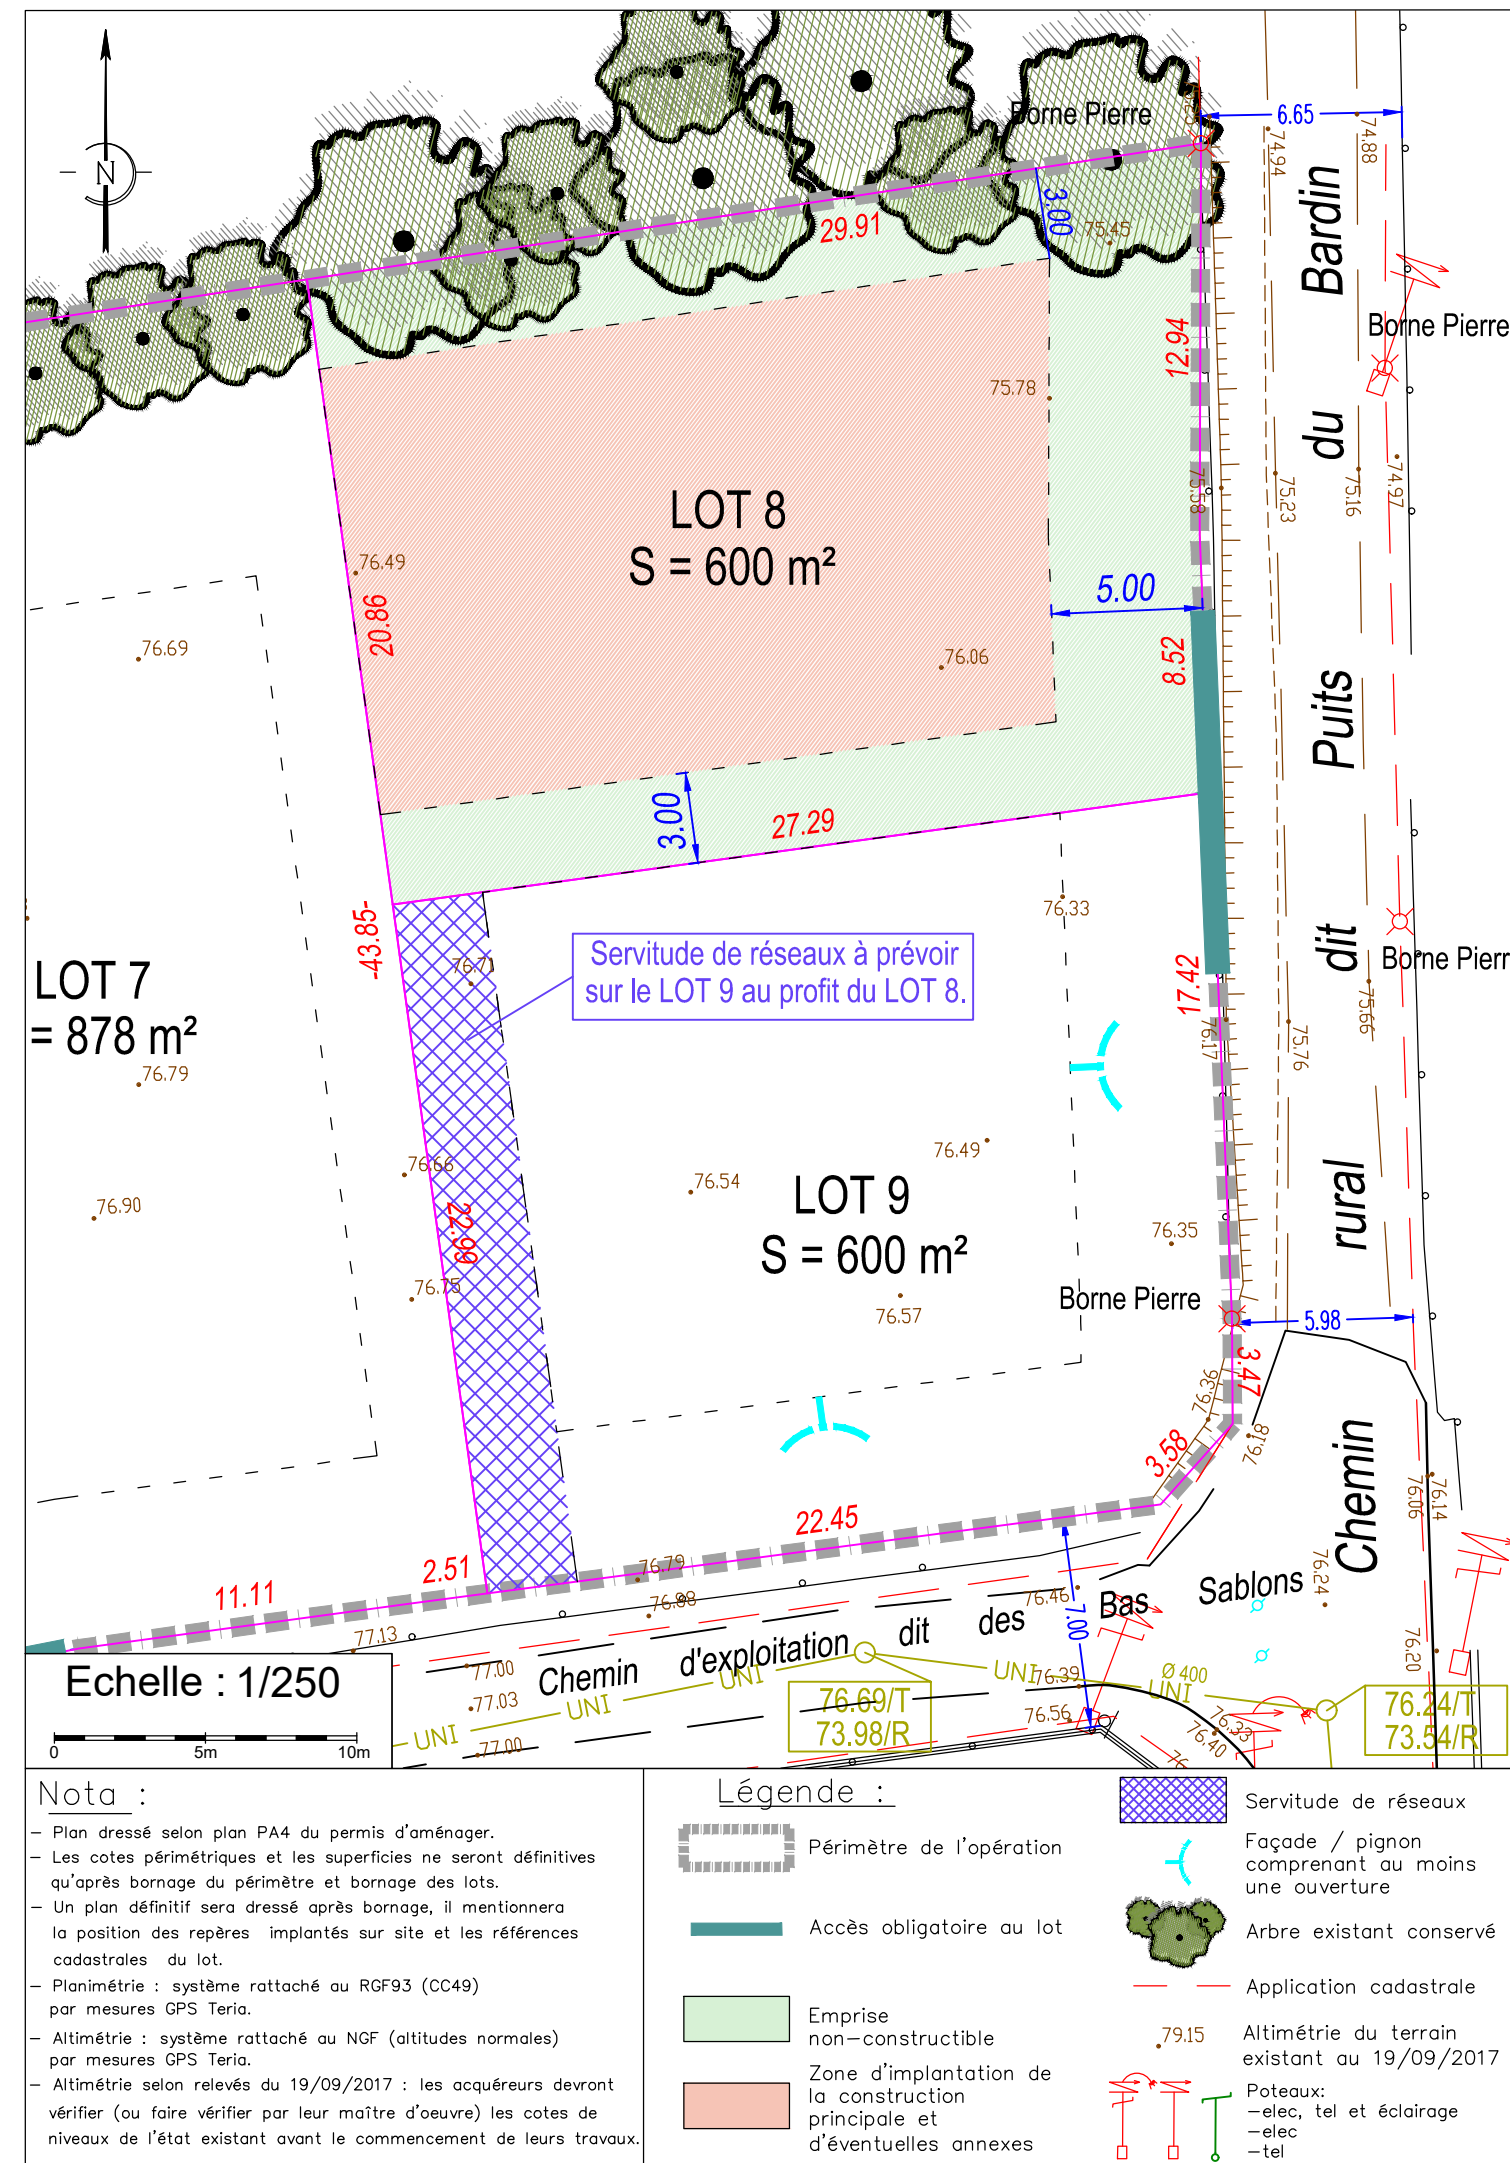 N
Borne Pierre
6.65
74.94
74.88
29.91
3.00
75.45
Bardin
Borne Pierre
12.94
75.78
du
75.58
75.23
75.16
74.97
LOT 8
S = 600 m²
76.49
20.86
5.00
76.69
76.06
8.52
Puits
3.00
27.29
76.33
-43.85-
76.71
Servitude de réseaux à prévoir
sur le LOT 9 au profit du LOT 8.
dit
Borne Pierr
LOT 7
= 878 m²
17.42
76.17
75.76
75.66
76.79
76.49
76.66
76.54
LOT 9
S = 600 m²
rural
76.90
22.99
76.35
76.75
76.57
Borne Pierre
5.98
3.47
76.36
76.18
3.58
Chemin
76.06
76.14
22.45
2.51
11.11
76.79
76.88
76.46
7.00
76.24
76.20
77.13
77.00
77.03
77.00
Chemin d'exploitation dit des Bas Sablons
UNI
UNI
UNI
UNI
UNI
Ø 400
76.39
76.56
76.69/T
73.98/R
76.33
76.40
76.24/T
73.54/R
Echelle : 1/250
0 5m 10m
Nota :
– Plan dressé selon plan PA4 du permis d'aménager.
– Les cotes périmétriques et les superficies ne seront définitives
qu'après bornage du périmètre et bornage des lots.
– Un plan définitif sera dressé après bornage, il mentionnera
la position des repères implantés sur site et les références
cadastrales du lot.
– Planimétrie : système rattaché au RGF93 (CC49)
par mesures GPS Teria.
– Altimétrie : système rattaché au NGF (altitudes normales)
par mesures GPS Teria.
– Altimétrie selon relevés du 19/09/2017 : les acquéreurs devront
vérifier (ou faire vérifier par leur maître d'oeuvre) les cotes de
niveaux de l'état existant avant le commencement de leurs travaux.
Légende :
Périmètre de l'opération
Accès obligatoire au lot
Emprise
non–constructible
Zone d'implantation de
la construction
principale et
d'éventuelles annexes
Servitude de réseaux
Façade / pignon
comprenant au moins
une ouverture
Arbre existant conservé
Application cadastrale
79.15
Altimétrie du terrain
existant au 19/09/2017
Poteaux:
–elec, tel et éclairage
–elec
–tel